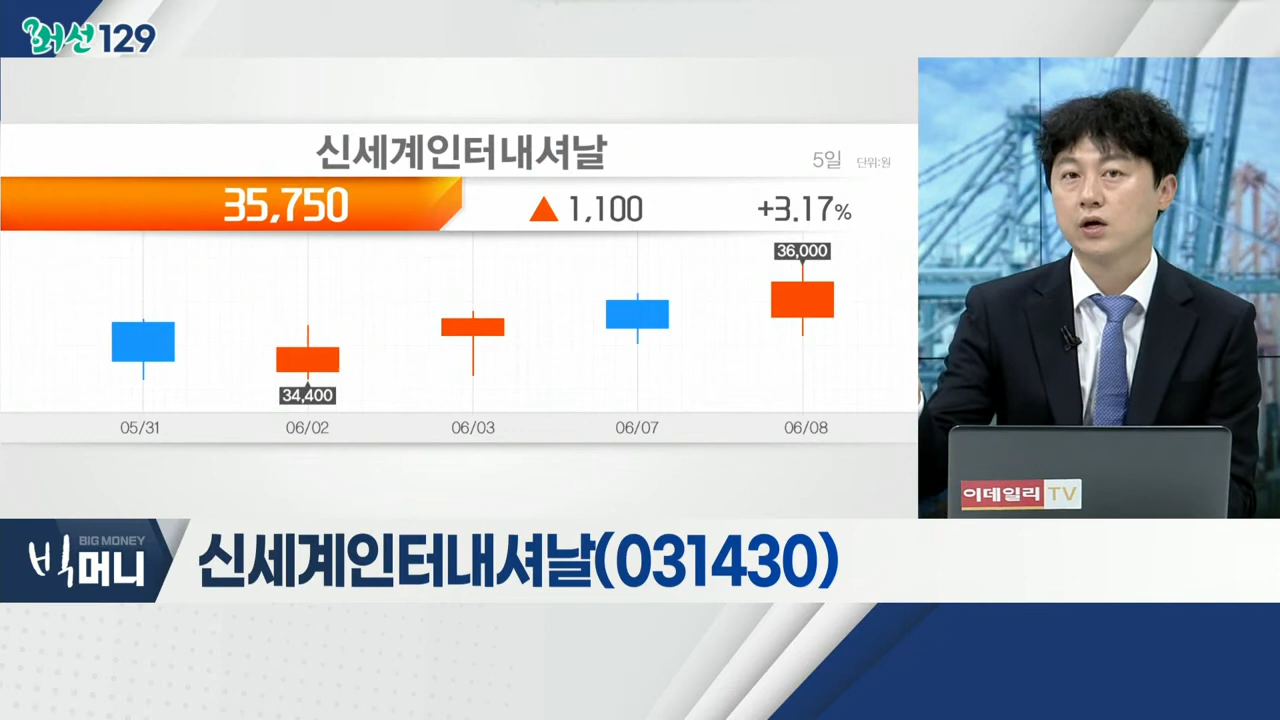 머선129
신세계인터내셔날
5일 단위:원
35,750 ▲ 1,100 +3.17%
36,000
34,400
05/31 06/02 06/03 06/07 06/08
이데일리TV
BIG MONEY
빅머니
신세계인터내셔날(031430)